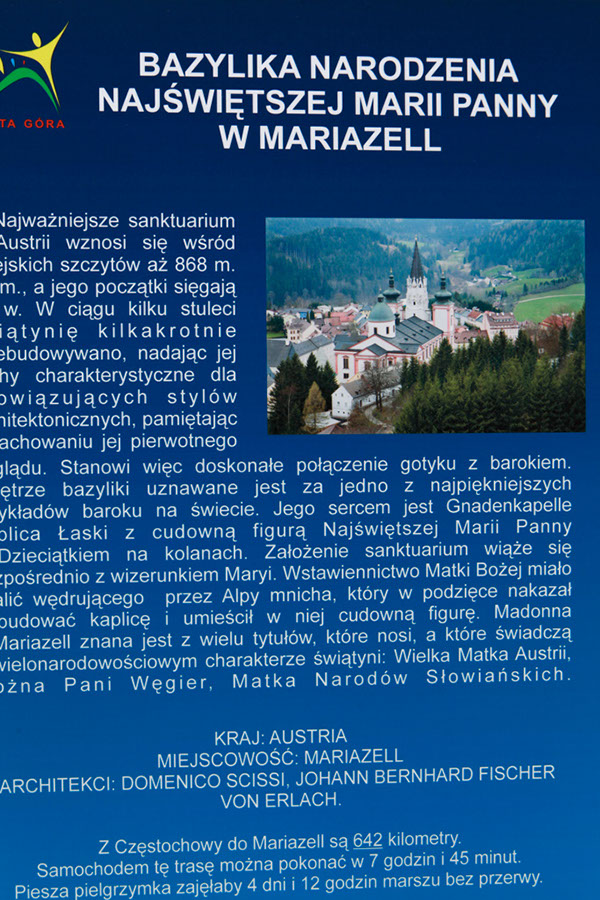 TA GÓRA
BAZYLIKA NARODZENIA
NAJŚWIĘTSZEJ MARII PANNY
W MARIAZELL
Najważniejsze sanktuarium
Austrii wznosi się wśród
ejskich szczytów aż 868 m.
m., a jego początki sięgają
w. W ciągu kilku stuleci
iątynię kilkakrotnie
ebudowywano, nadając jej
hy charakterystyczne dla
owiązujących stylów
hitektonicznych, pamiętając
achowaniu jej pierwotnego
glądu. Stanowi więc doskonałe połączenie gotyku z barokiem.
ętrze bazyliki uznawane jest za jedno z najpiękniejszych
ykładów baroku na świecie. Jego sercem jest Gnadenkapelle
plica Łaski z cudowną figurą Najświętszej Marii Panny
Dzieciątkiem na kolanach. Założenie sanktuarium wiąże się
zpośrednio z wizerunkiem Maryi. Wstawiennictwo Matki Bożej miało
alić wędrującego przez Alpy mnicha, który w podzięce nakazał
budować kaplicę i umieścił w niej cudowną figurę. Madonna
Mariazell znana jest z wielu tytułów, które nosi, a które świadczą
wielonarodowościowym charakterze świątyni: Wielka Matka Austrii,
ożna Pani Węgier, Matka Narodów Słowiańskich.
KRAJ: AUSTRIA
MIEJSCOWOŚĆ: MARIAZELL
ARCHITEKCI: DOMENICO SCISSI, JOHANN BERNHARD FISCHER
VON ERLACH.
Z Częstochowy do Mariazell są 642 kilometry.
Samochodem tę trasę można pokonać w 7 godzin i 45 minut.
Piesza pielgrzymka zajęłaby 4 dni i 12 godzin marszu bez przerwy.